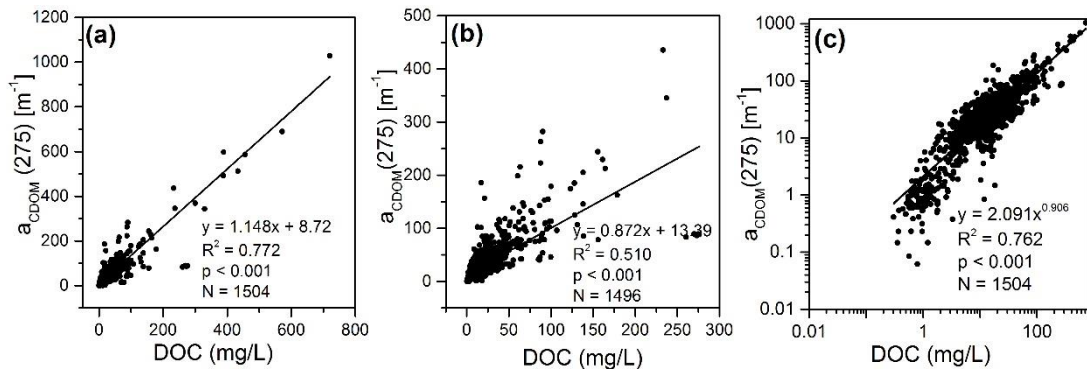 (a)
1200
1000
800
600
400
200
0
aCDOM(275) [m⁻¹]
y = 1.148x + 8.72
R² = 0.772
p < 0.001
N = 1504
0 200 400 600 800
DOC (mg/L)
(b)
500
400
300
200
100
0
aCDOM(275) [m⁻¹]
y = 0.872x + 13.39
R² = 0.510
p < 0.001
N = 1496
0 50 100 150 200 250 300
DOC (mg/L)
(c)
1000
100
10
1
0.1
0.01
aCDOM(275) [m⁻¹]
y = 2.091x⁰·⁹⁰⁶
R² = 0.762
p < 0.001
N = 1504
0.01 1 100
DOC (mg/L)